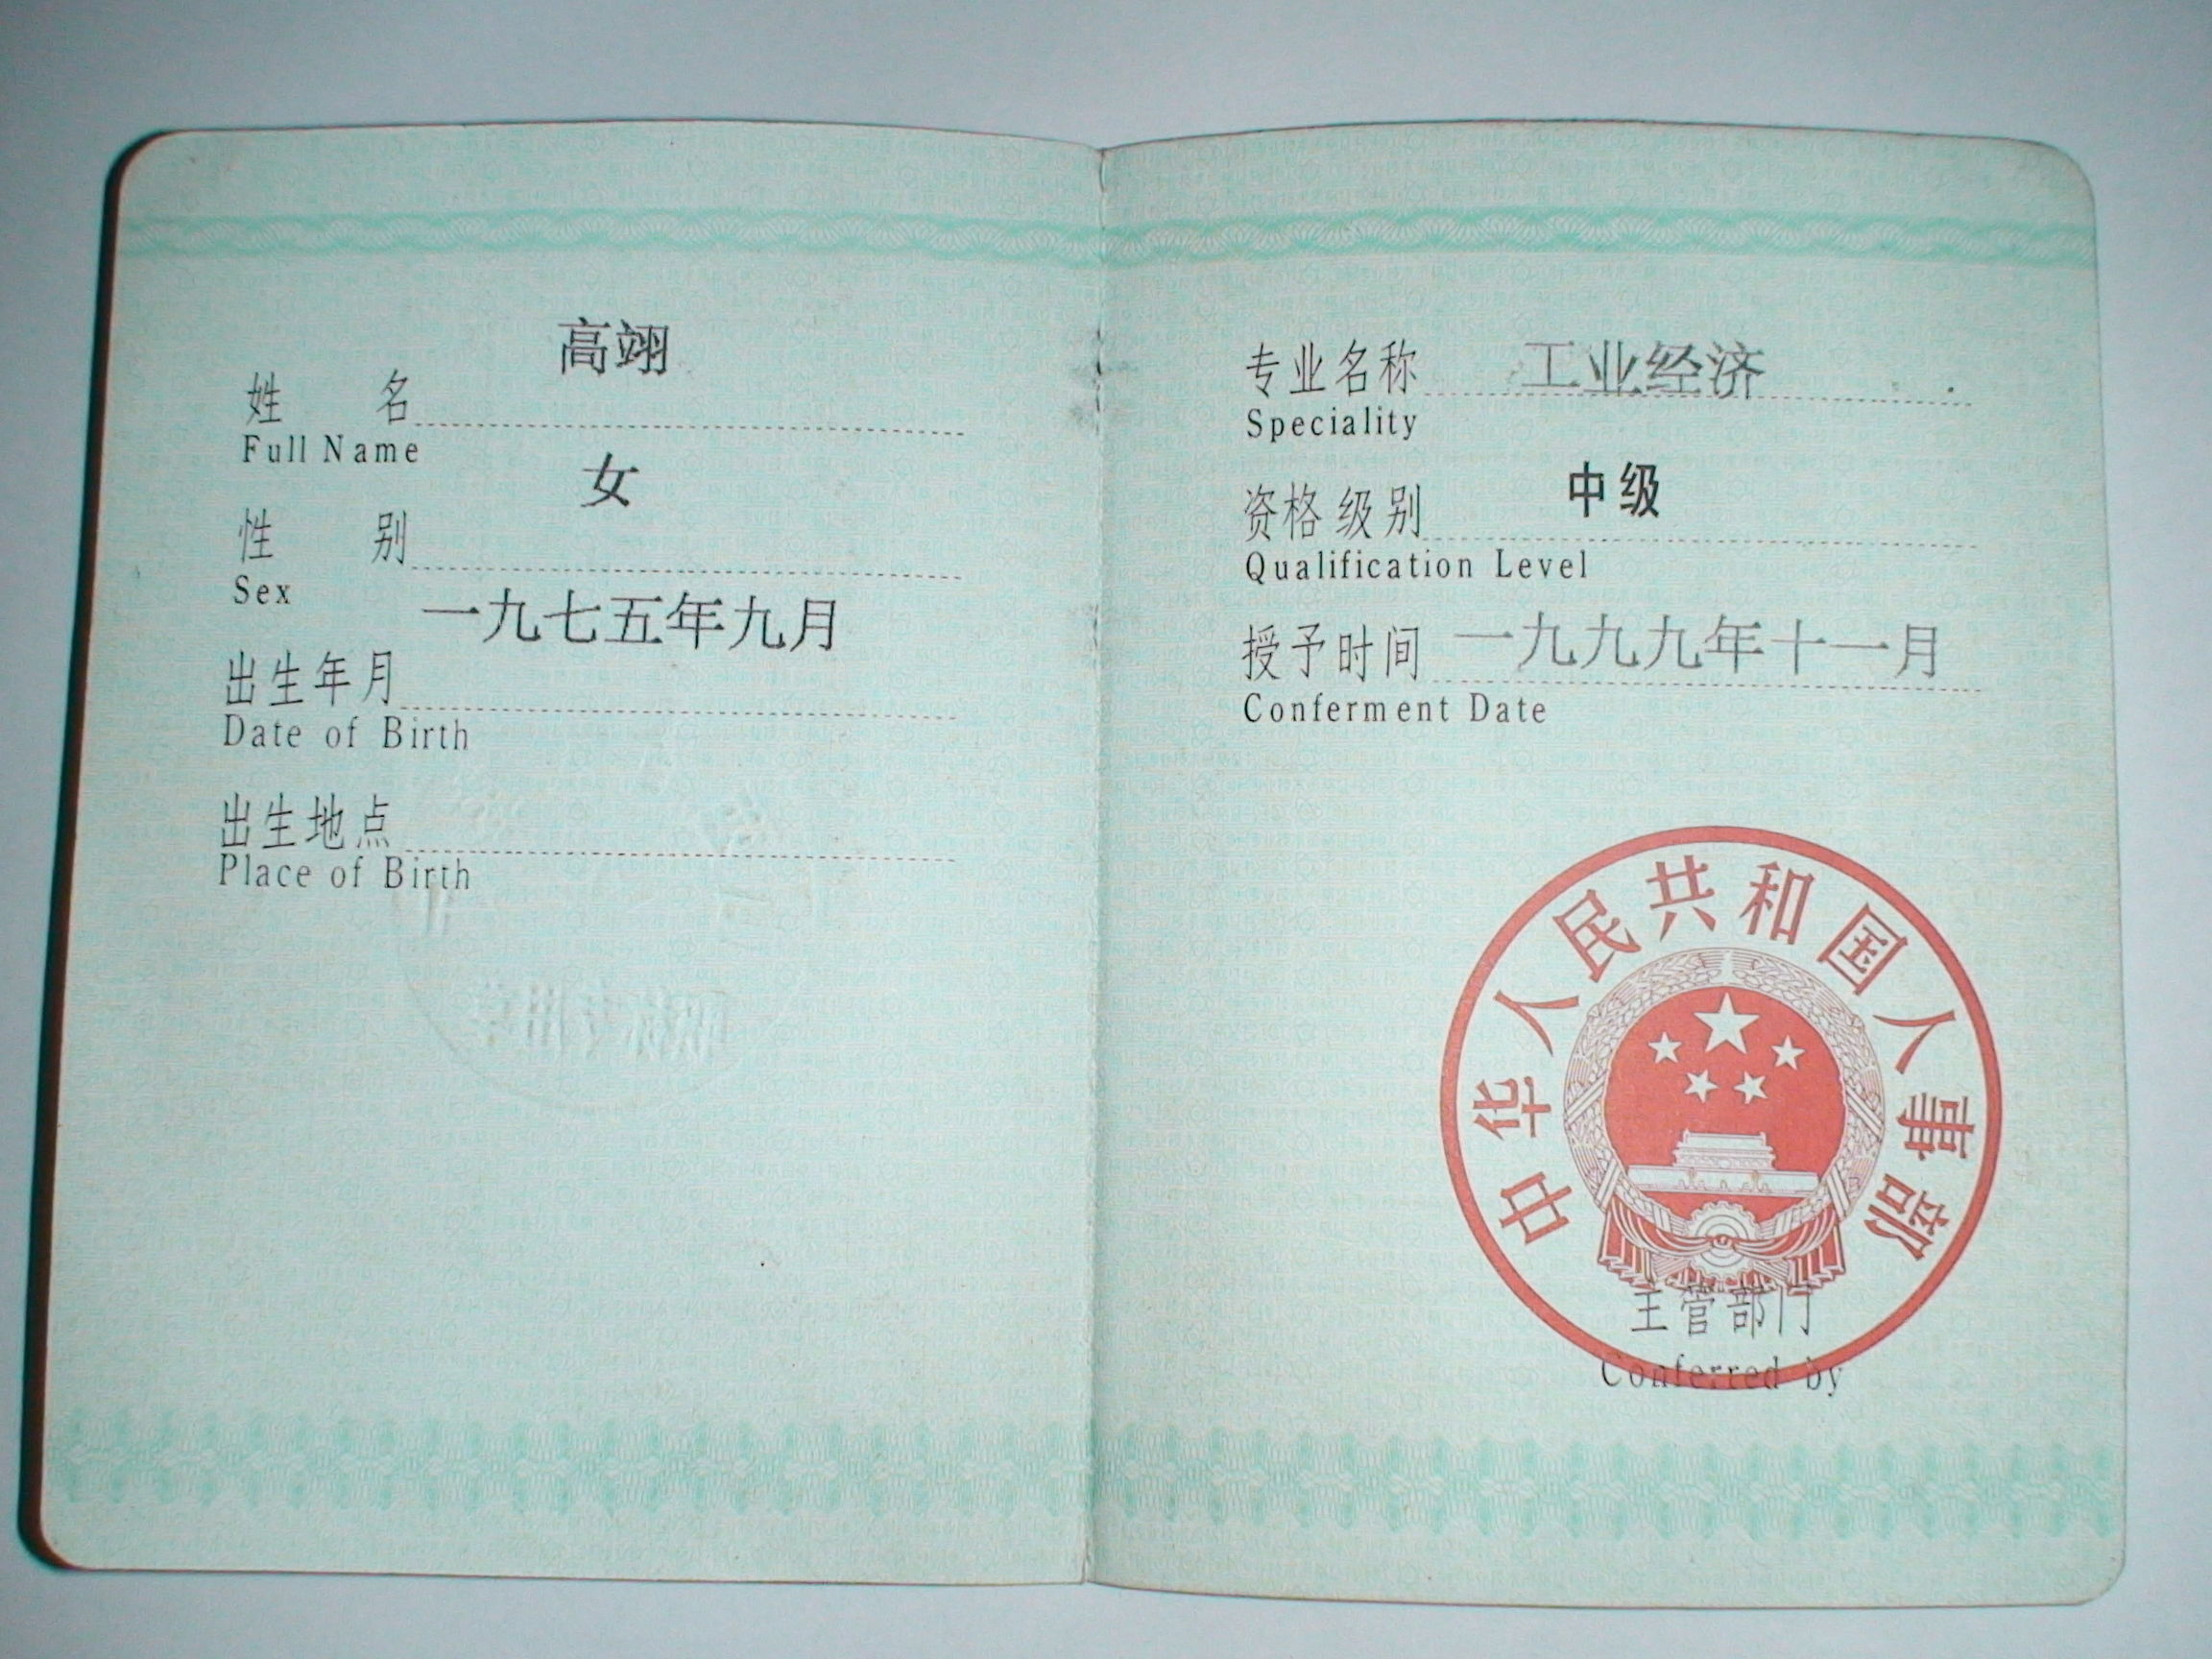 高翊
姓 名
Full Name
女
性 别
Sex
一九七五年九月
出生年月
Date of Birth
出生地点
Place of Birth
专业名称 工业经济
Speciality
中级
资格级别
Qualification Level
授予时间 一九九九年十一月
Conferment Date
中华人民共和国人事部
主管部门
Conferred by